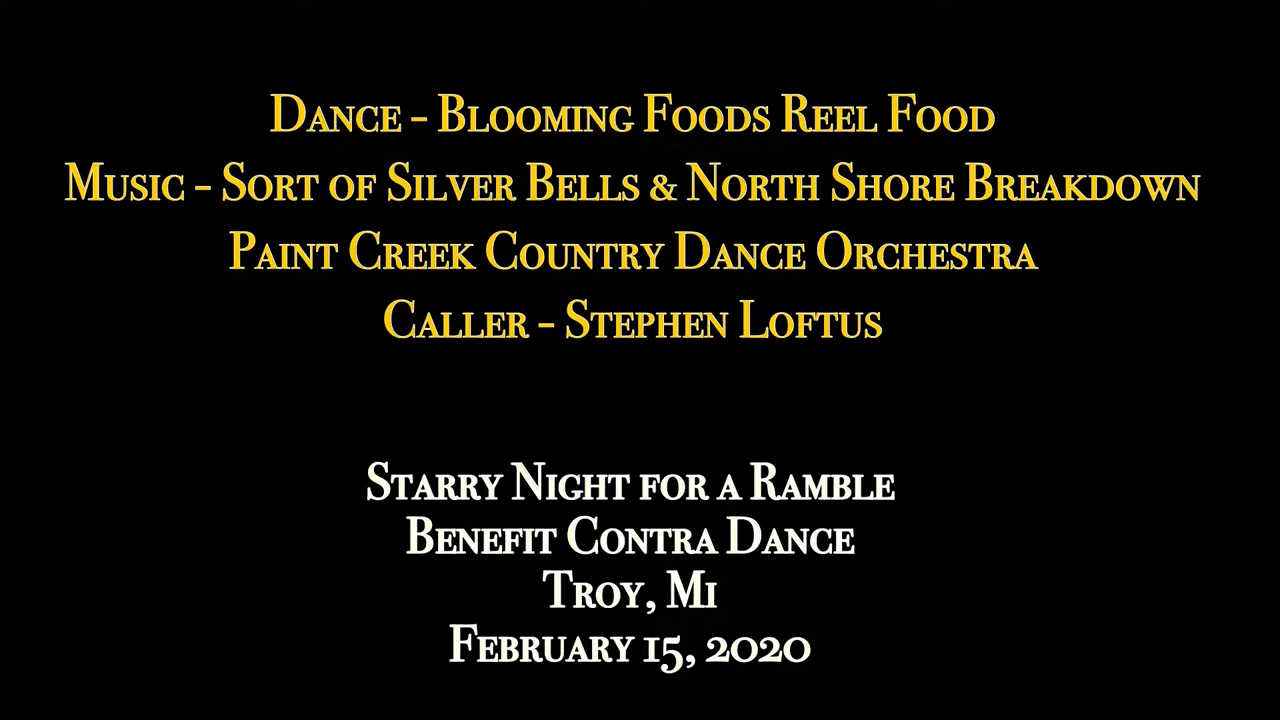 Dance - Blooming Foods Reel Food
Music - Sort of Silver Bells & North Shore Breakdown
Paint Creek Country Dance Orchestra
Caller - Stephen Loftus
Starry Night for a Ramble
Benefit Contra Dance
Troy, Mi
February 15, 2020